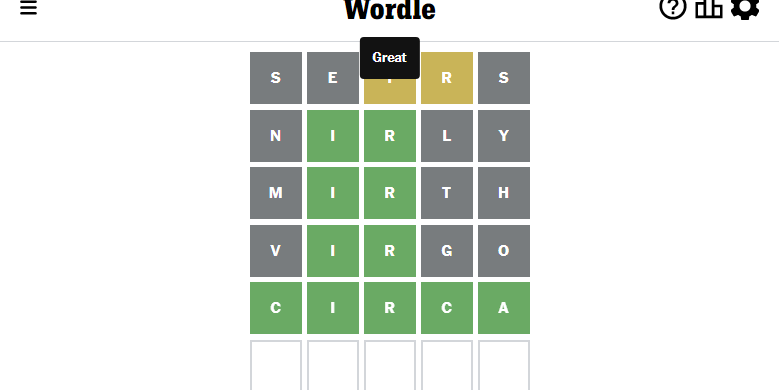 Wordle
Great
S E R S
N I R L Y
M I R T H
V I R G O
C I R C A